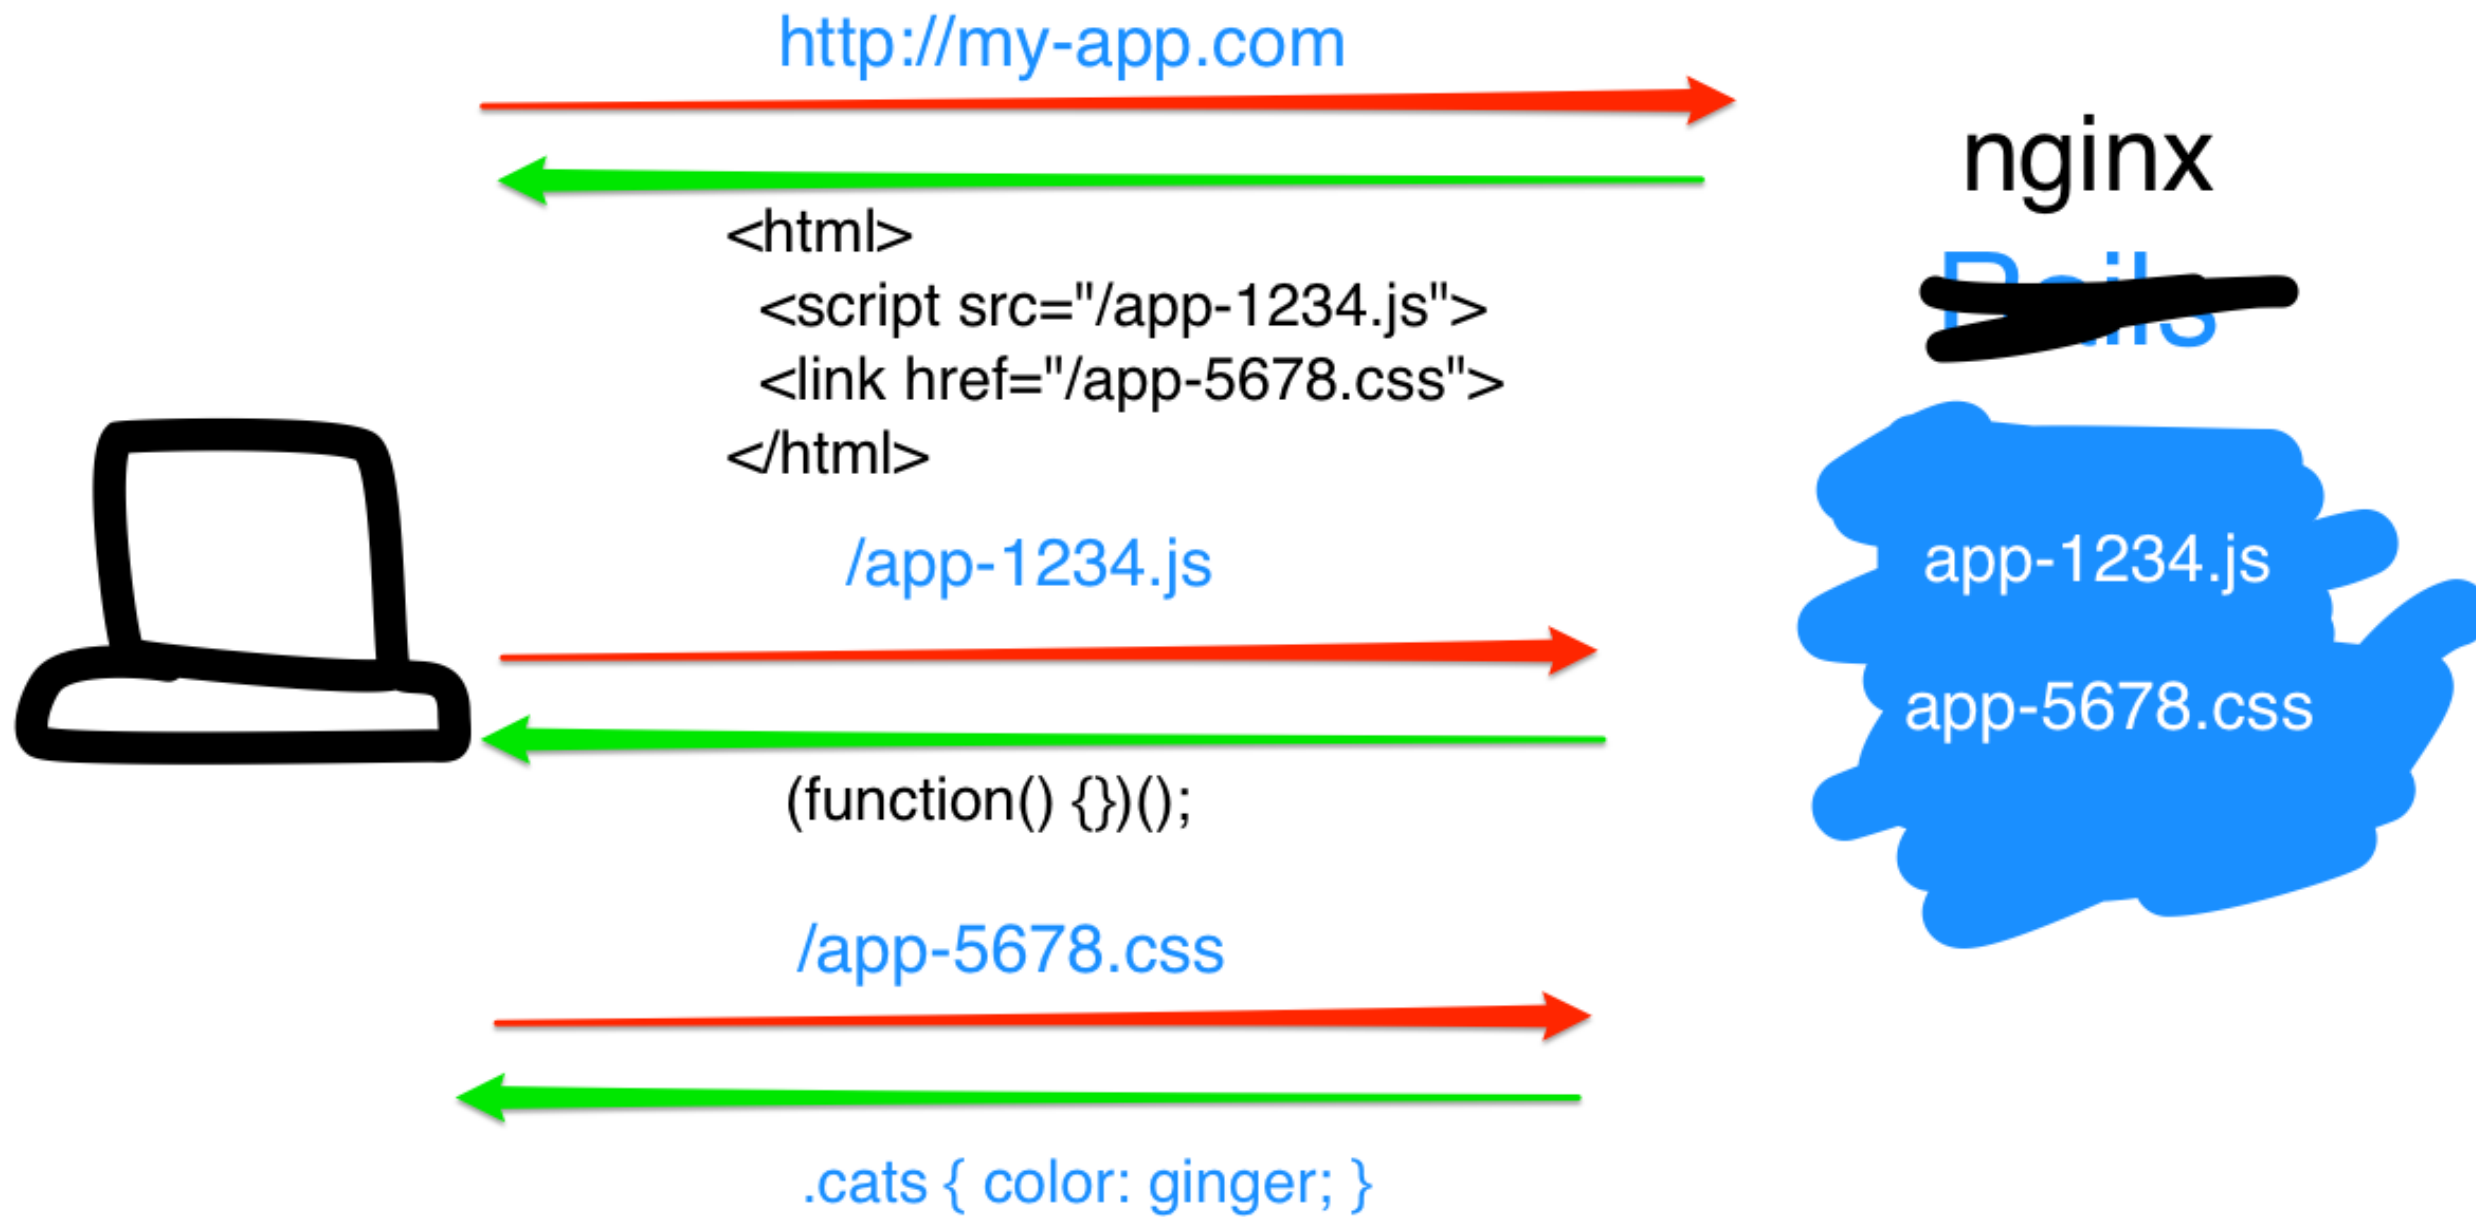 http://my-app.com
<html>
<script src="/app-1234.js">
<link href="/app-5678.css">
</html>
/app-1234.js
(function() {})();
/app-5678.css
.cats { color: ginger; }
nginx
Rails
app-1234.js
app-5678.css